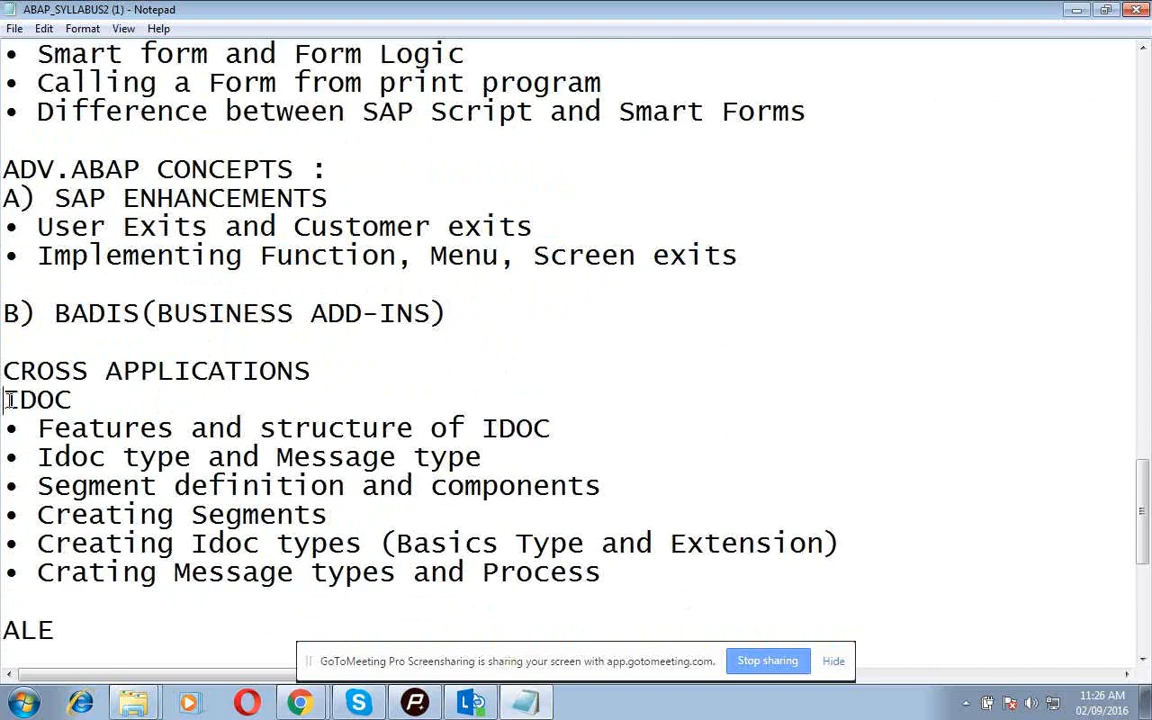 ABAP_SYLLABUS2 (1) - Notepad
File Edit Format View Help
• Smart form and Form Logic
• Calling a Form from print program
• Difference between SAP Script and Smart Forms
ADV.ABAP CONCEPTS :
A) SAP ENHANCEMENTS
• User Exits and Customer exits
• Implementing Function, Menu, Screen exits
B) BADIS(BUSINESS ADD-INS)
CROSS APPLICATIONS
IDOC
• Features and structure of IDOC
• Idoc type and Message type
• Segment definition and components
• Creating Segments
• Creating Idoc types (Basics Type and Extension)
• Crating Message types and Process
ALE
GoToMeeting Pro Screensharing is sharing your screen with app.gotomeeting.com. Stop sharing Hide
11:26 AM
02/09/2016